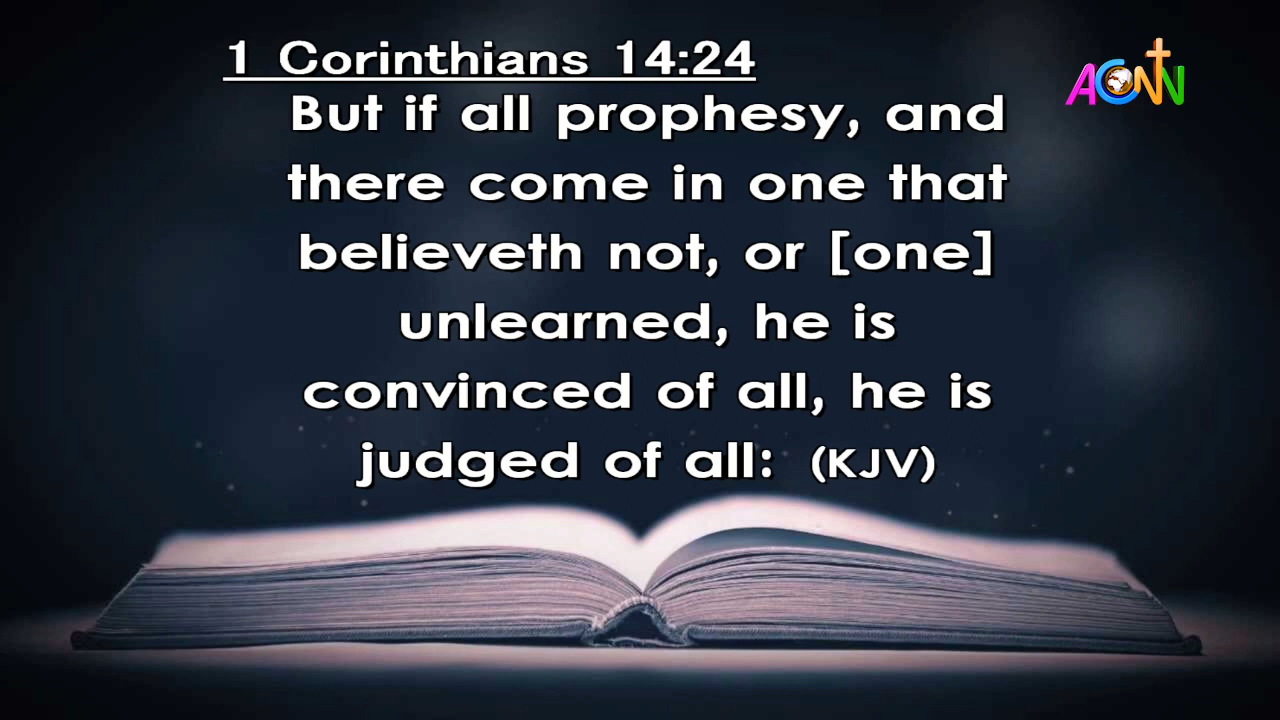 1 Corinthians 14:24
ACNN
But if all prophesy, and
there come in one that
believeth not, or [one]
unlearned, he is
convinced of all, he is
judged of all: (KJV)